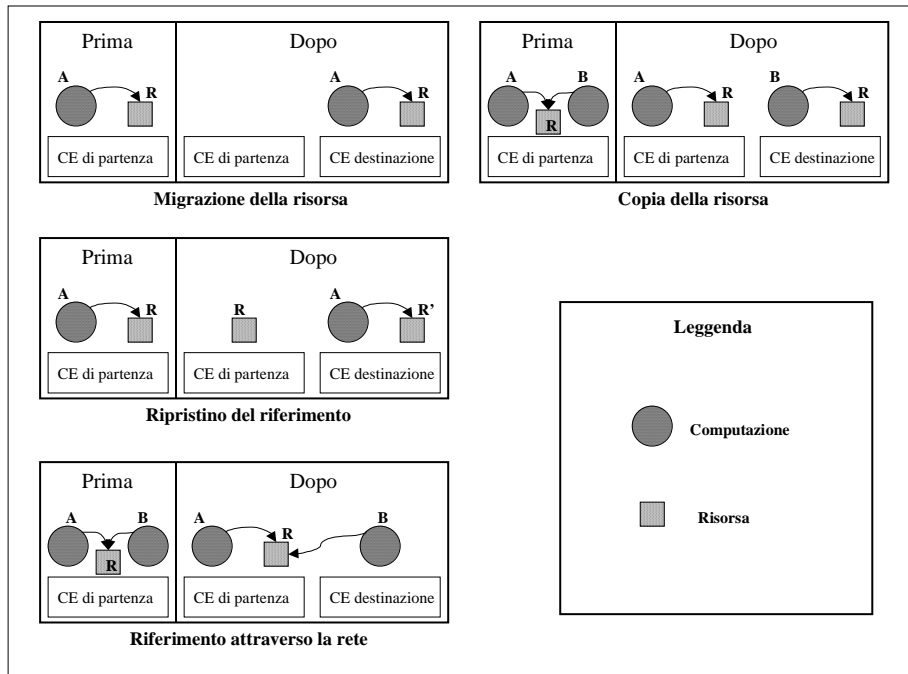 Prima
Dopo
A
R
A
R
CE di partenza
CE di partenza
CE destinazione
Migrazione della risorsa
Prima
Dopo
A
B
R
A
R
B
R
CE di partenza
CE di partenza
CE destinazione
Copia della risorsa
Prima
Dopo
A
R
R
A
R’
CE di partenza
CE di partenza
CE destinazione
Ripristino del riferimento
Prima
Dopo
A
B
R
A
R
B
CE di partenza
CE di partenza
CE destinazione
Riferimento attraverso la rete
Leggenda
Computazione
Risorsa